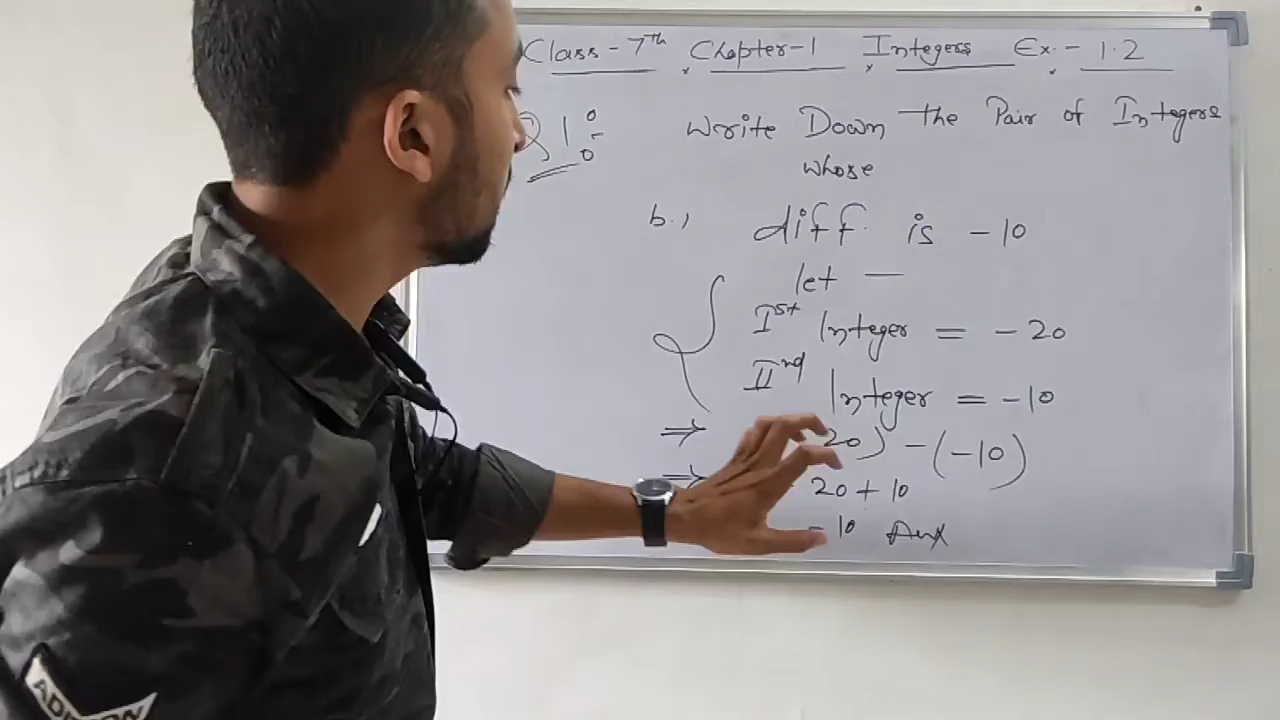 Class-7th Chapter-1 Integers Ex.- 1.2
Q1 Write Down the Pair of Integers
whose
b.) diff. is -10
let —
Ist Integer = -20
IInd
Integer = -10
⇒ 20) - (-10)
⇒ 20 + 10
-10 Ans